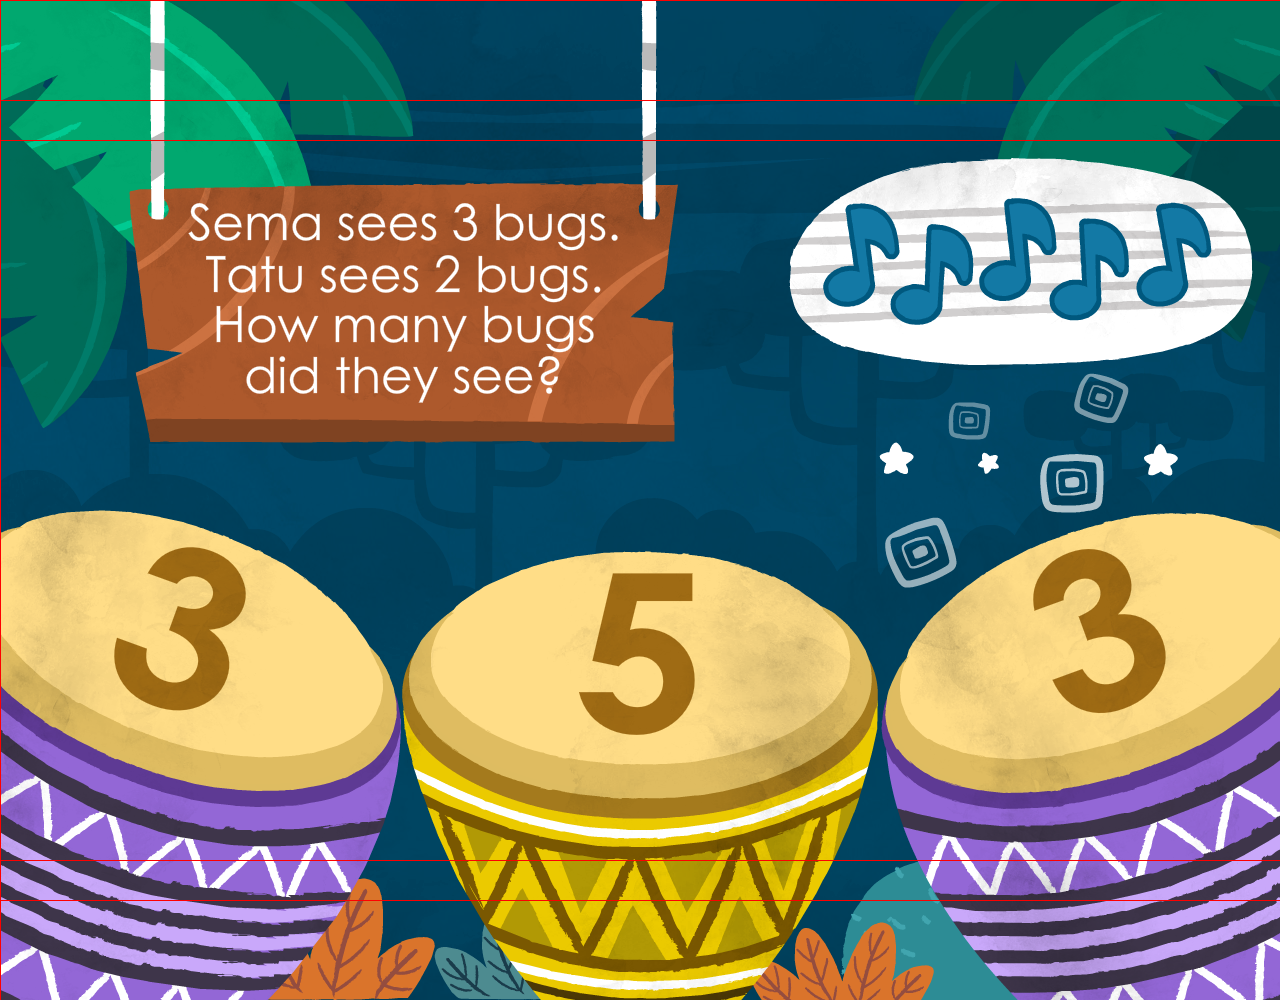 Sema sees 3 bugs.
Tatu sees 2 bugs.
How many bugs
did they see?
3
5
3